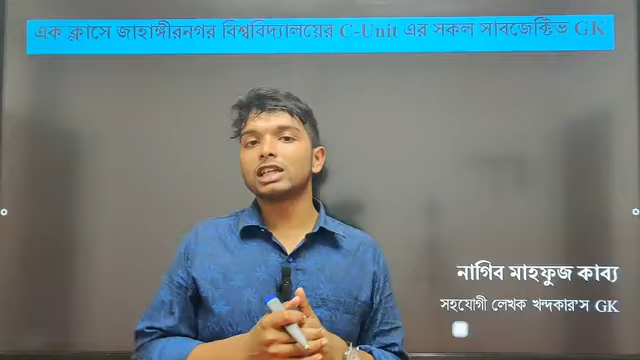 এক ক্লাসে জাহাঙ্গীরনগর বিশ্ববিদ্যালয়ের C-Unit এর সকল সাবজেক্টিভ GK
নাগিব মাহফুজ কাব্য
সহযোগী লেখক খন্দকার'স GK